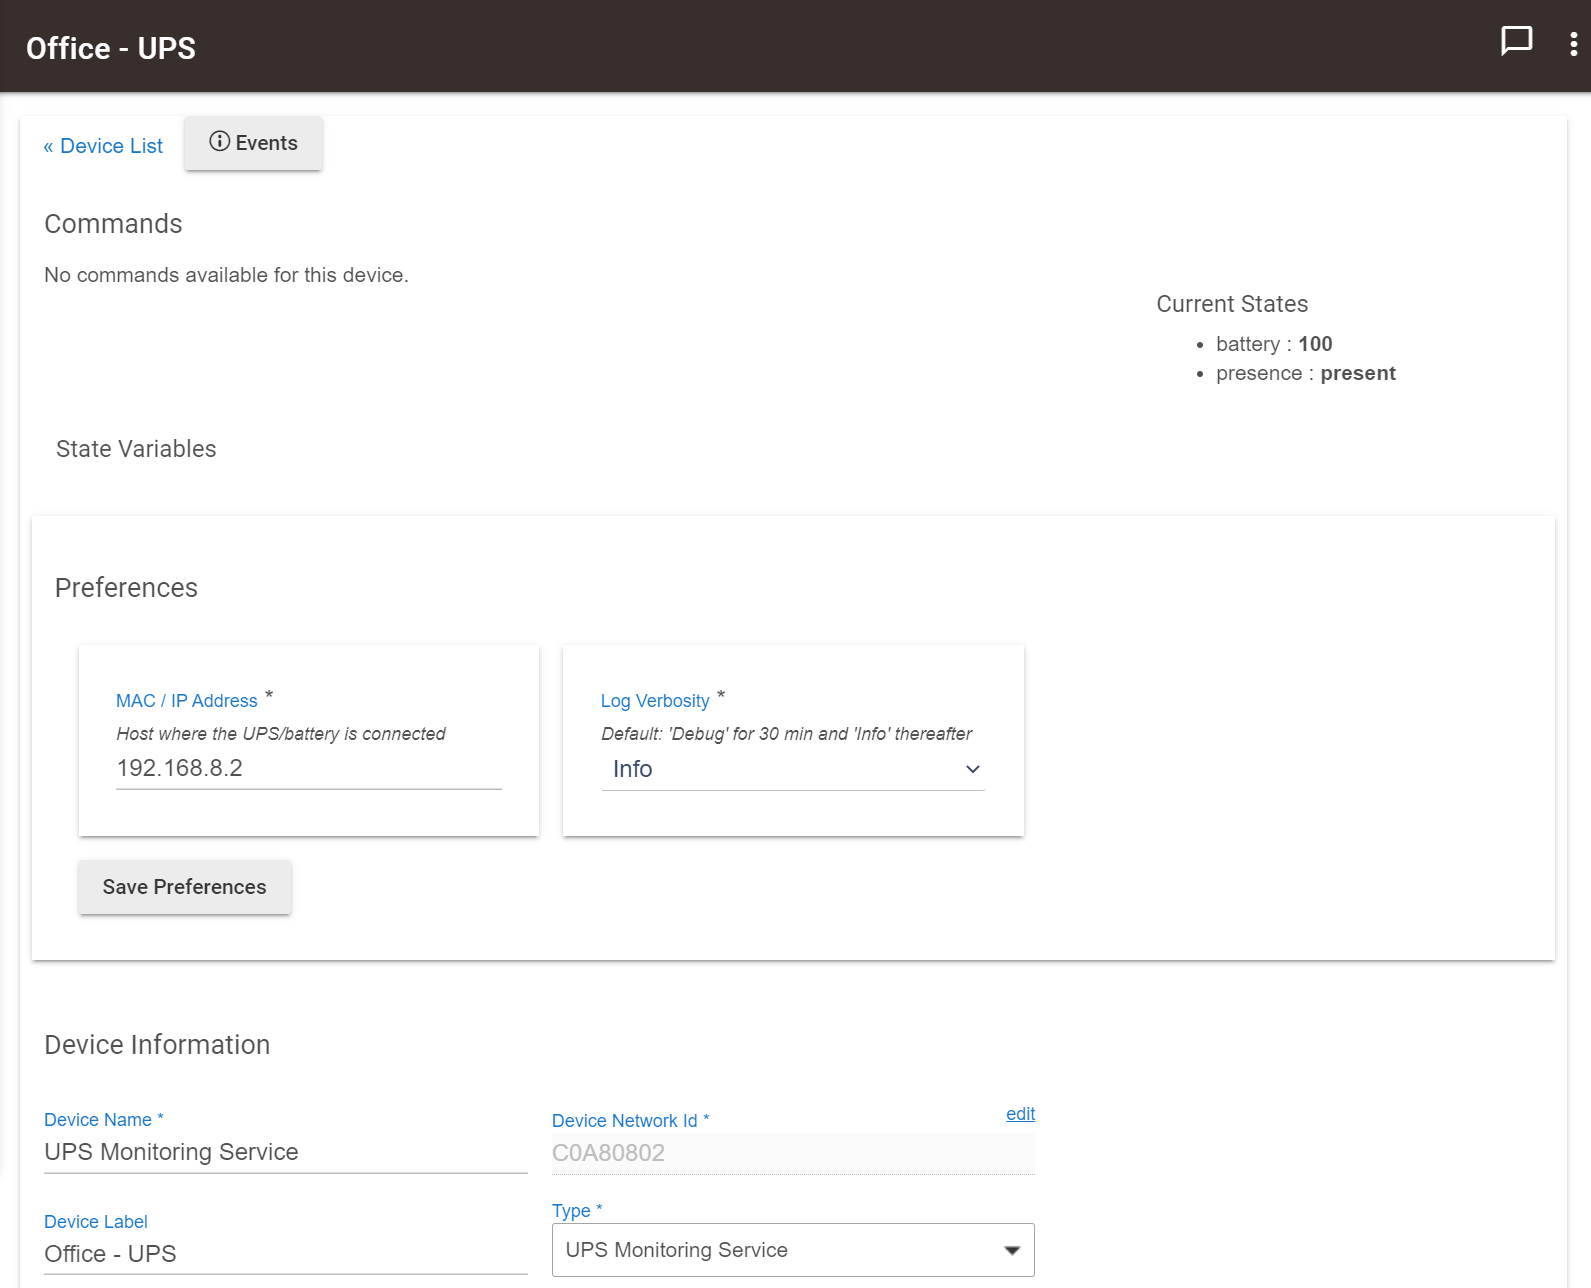 Office - UPS
« Device List
Events
Commands
No commands available for this device.
Current States
• battery : 100
• presence : present
State Variables
Preferences
MAC / IP Address *
Host where the UPS/battery is connected
192.168.8.2
Log Verbosity *
Default: 'Debug' for 30 min and 'Info' thereafter
Info
Save Preferences
Device Information
Device Name *
UPS Monitoring Service
Device Network Id *
edit
C0A80802
Device Label
Office - UPS
Type *
UPS Monitoring Service